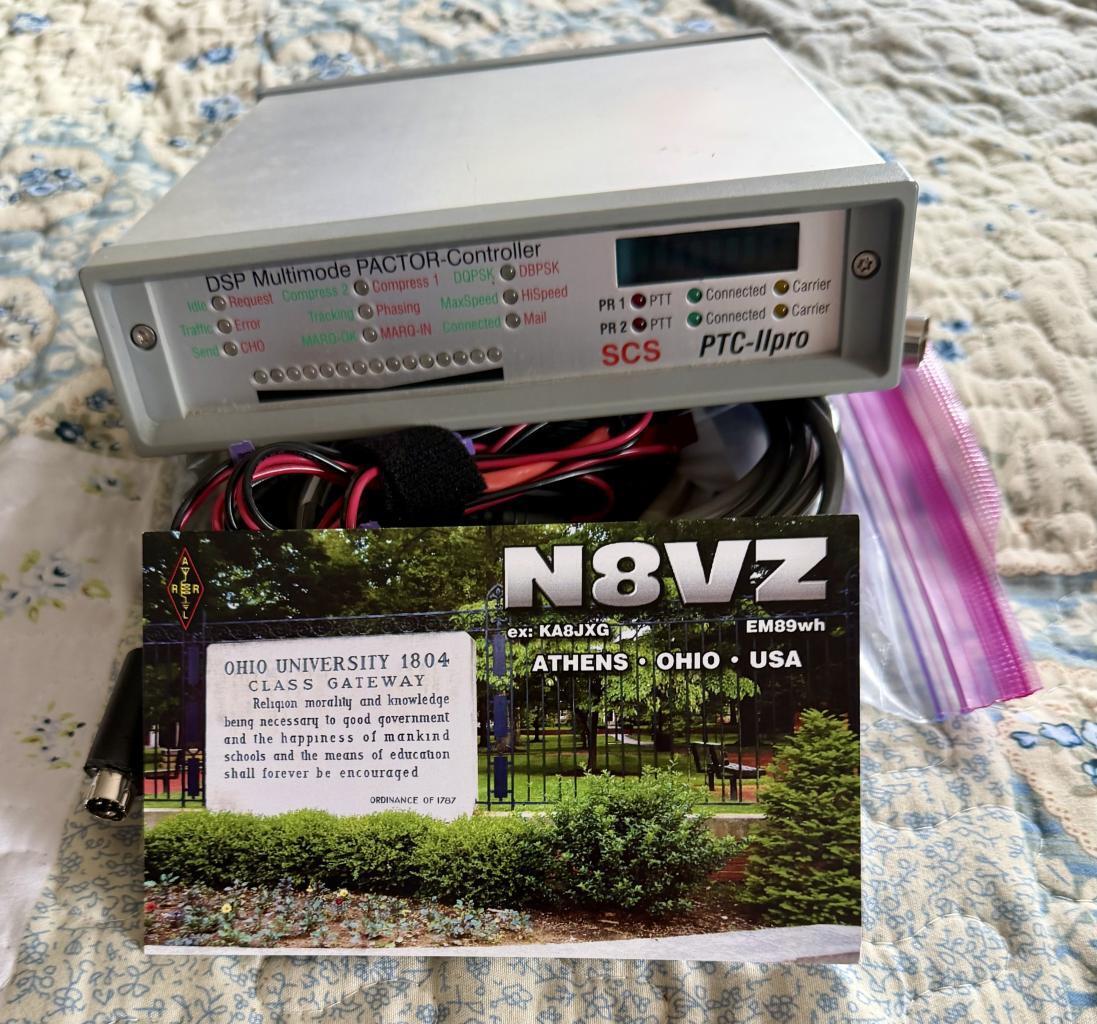 DSP Multimode PACTOR-Controller
Idle Request Compress 2 Compress 1 DQPSK DBPSK
Traffic Error Tracking Phasing MaxSpeed HiSpeed
Send CHO MARQ-OK MARQ-IN Connected Mail
PR 1 PTT Connected Carrier
PR 2 PTT Connected Carrier
SCS PTC-IIpro
A
R R
L
N8VZ
ex: KA8JXG EM89wh
ATHENS · OHIO · USA
OHIO UNIVERSITY 1804
CLASS GATEWAY
Religion morality and knowledge
being necessary to good government
and the happiness of mankind
schools and the means of education
shall forever be encouraged
ORDINANCE OF 1787